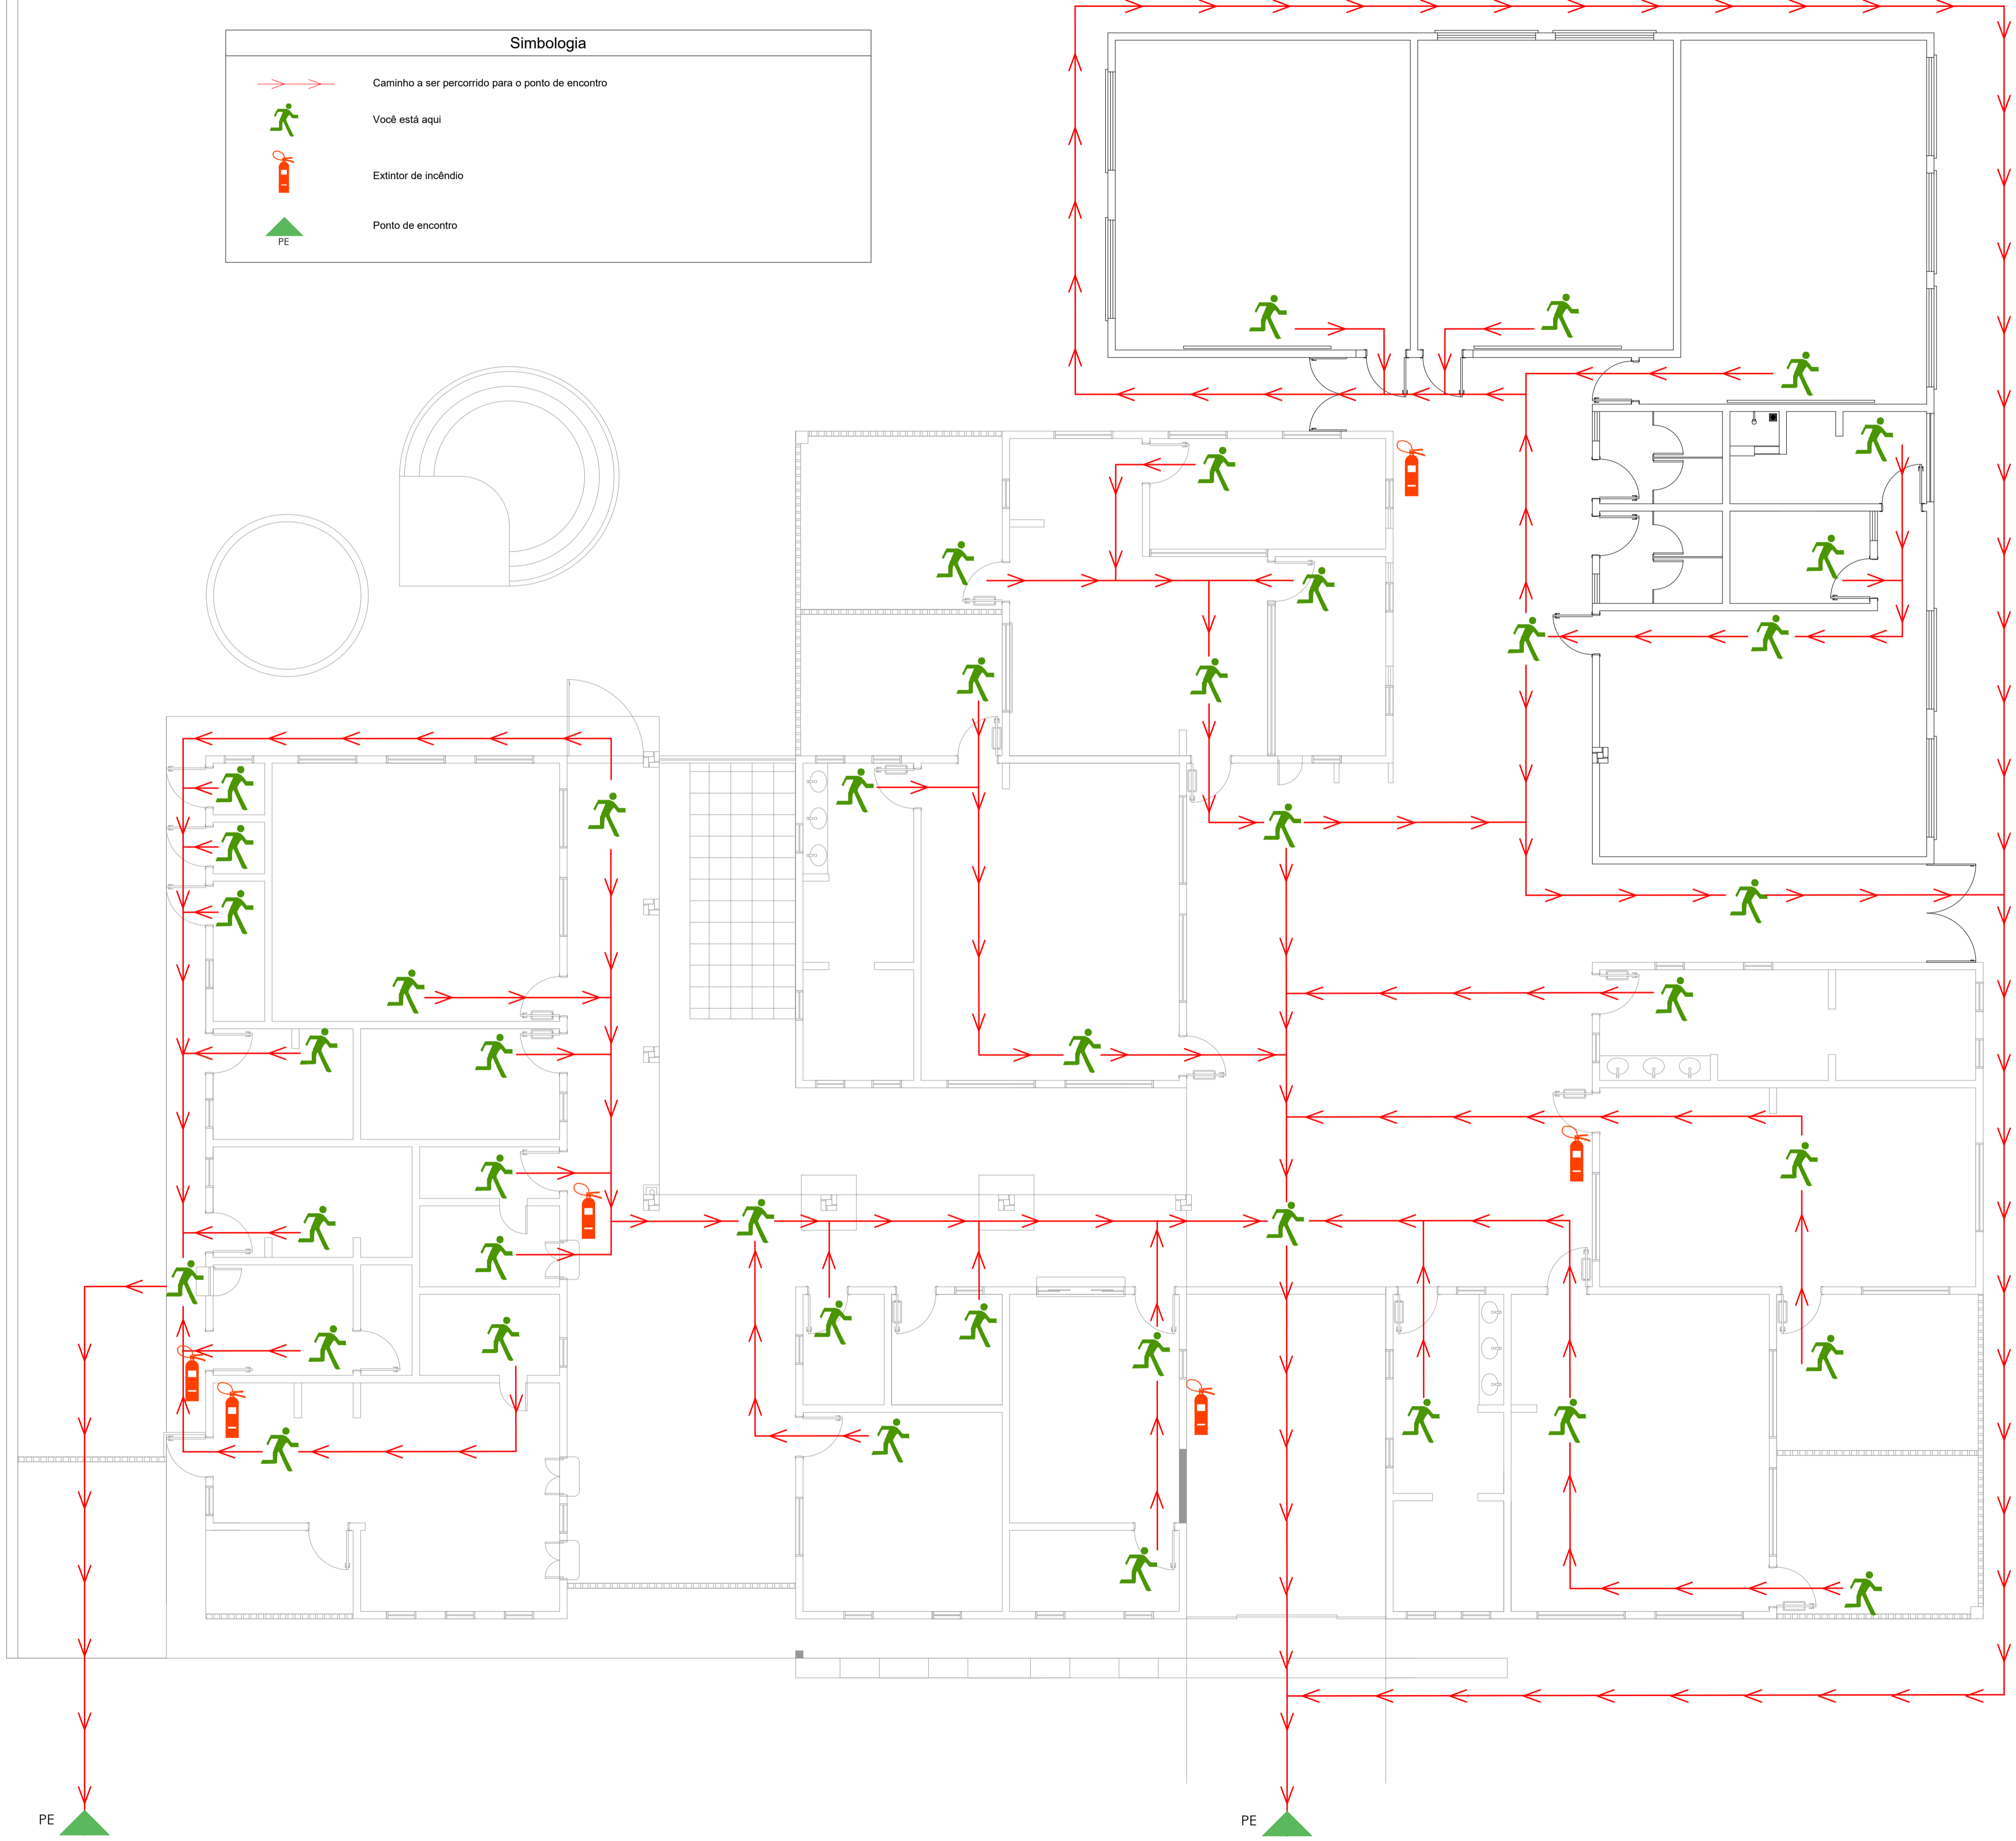 Simbologia
Caminho a ser percorrido para o ponto de encontro
Você está aqui
Extintor de incêndio
Ponto de encontro
PE
PE
PE